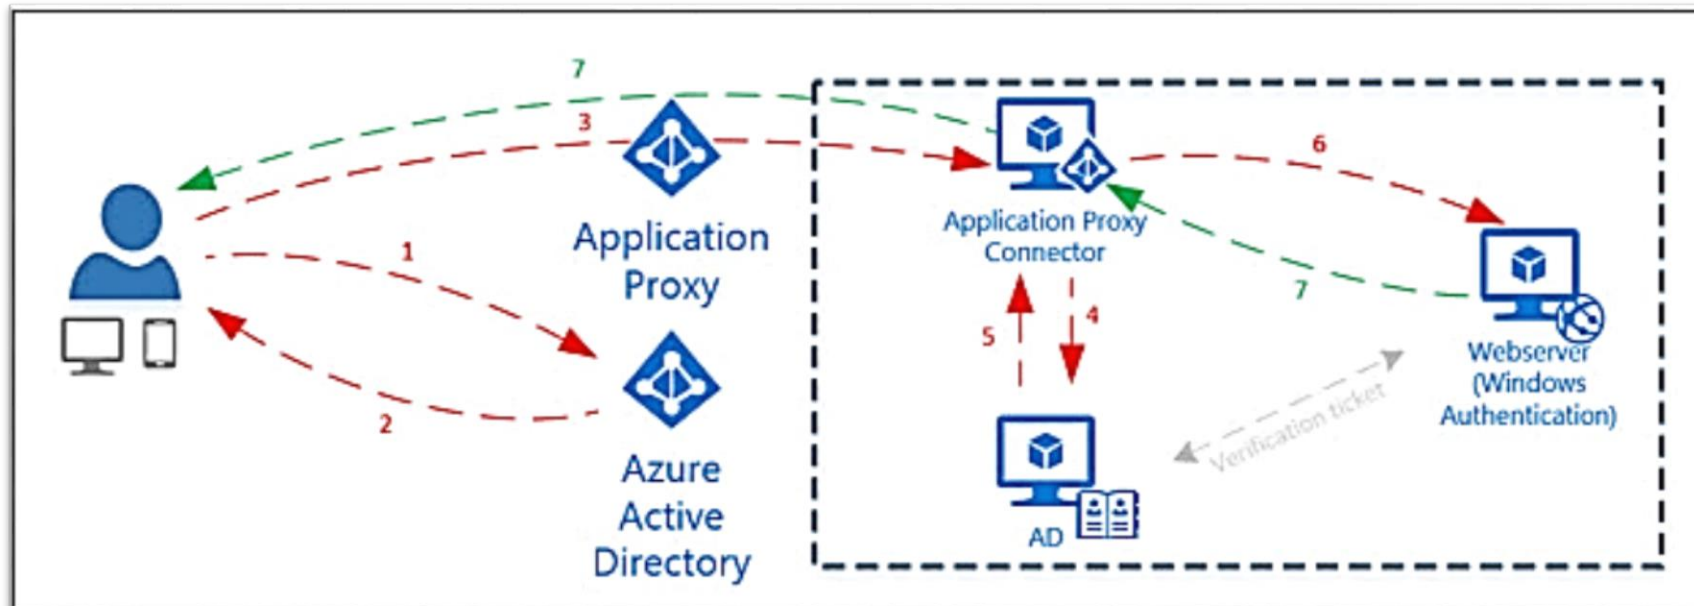 7
3
6
1
Application
Proxy
Application Proxy
Connector
7
5
4
2
Webserver
(Windows
Authentication)
Verification ticket
Azure
Active
Directory
AD